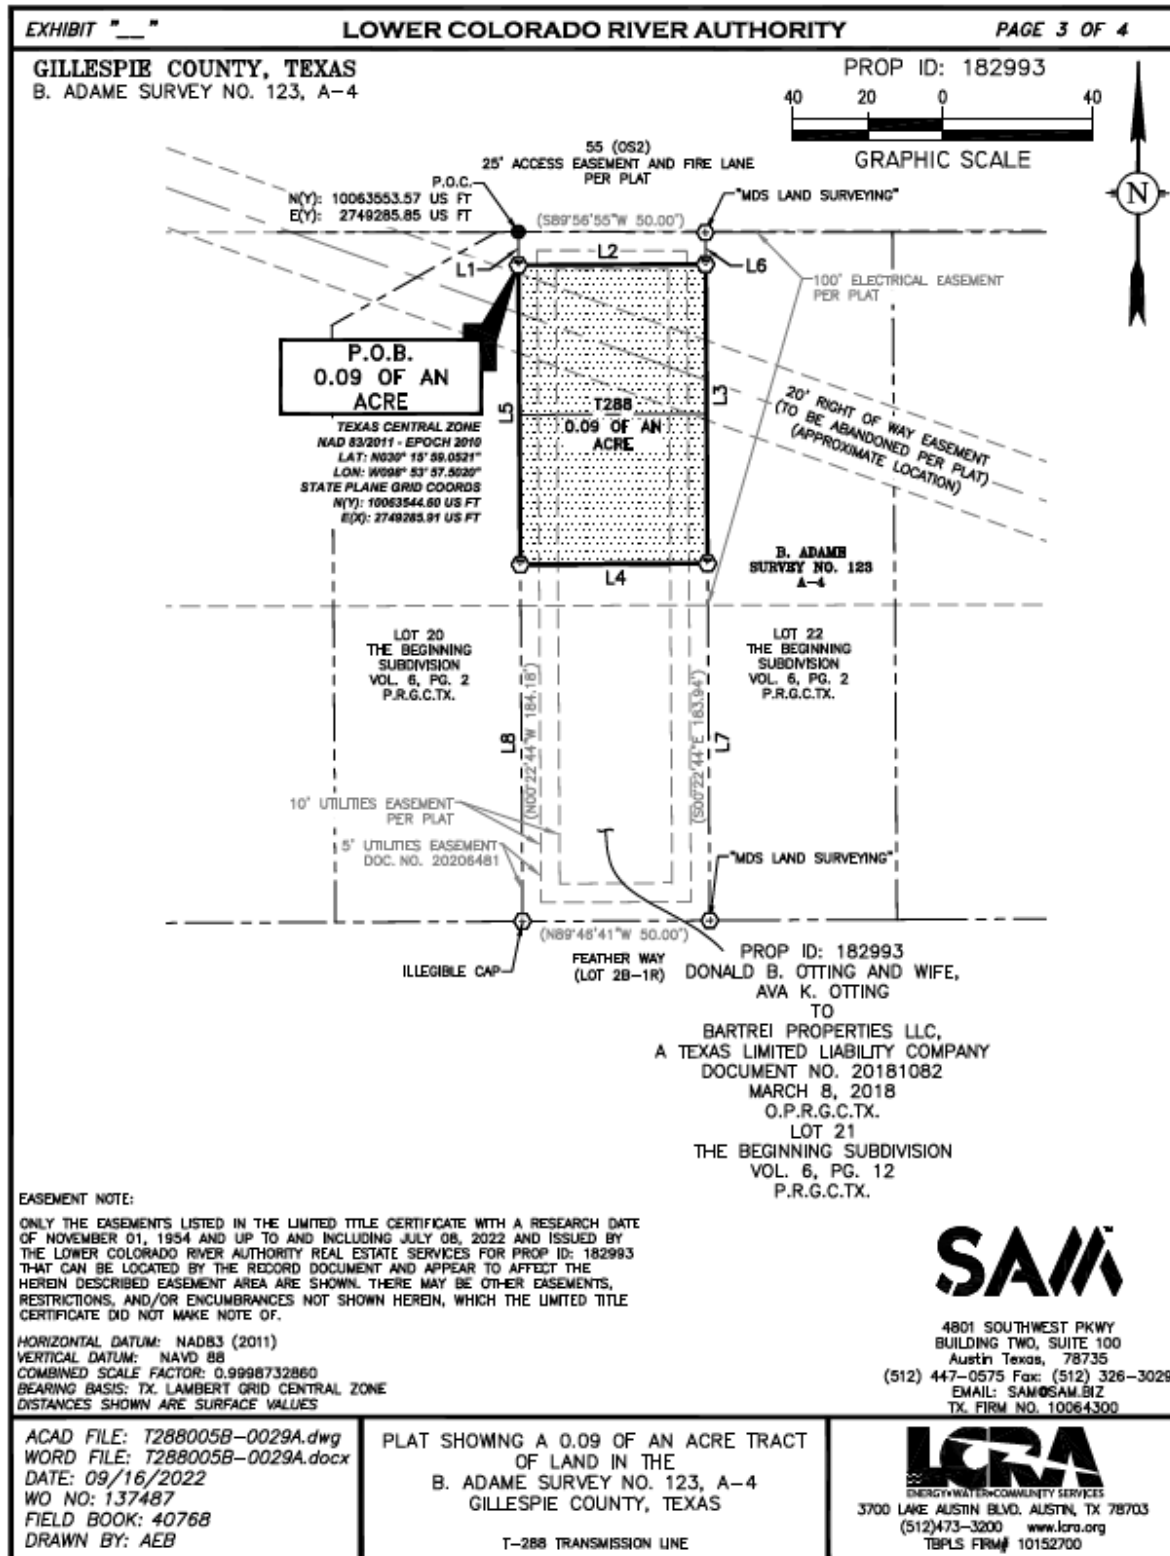 EXHIBIT "__"
LOWER COLORADO RIVER AUTHORITY
PAGE 3 OF 4
GILLESPIE COUNTY, TEXAS
B. ADAME SURVEY NO. 123, A-4
PROP ID: 182993
40 20 0 40
GRAPHIC SCALE
N
55 (OS2)
25' ACCESS EASEMENT AND FIRE LANE
PER PLAT
P.O.C.
N(Y): 10063553.57 US FT
E(Y): 2749285.85 US FT
(S89°56'55"W 50.00')
"MDS LAND SURVEYING"
L1
L2
L6
100' ELECTRICAL EASEMENT
PER PLAT
P.O.B.
0.09 OF AN
ACRE
TEXAS CENTRAL ZONE
NAD 83/2011 - EPOCH 2010
LAT: N030° 15' 59.0521"
LON: W098° 53' 57.5020"
STATE PLANE GRID COORDS
N(Y): 10063544.60 US FT
E(X): 2749285.91 US FT
L5
T288
0.09 OF AN
ACRE
L3
20' RIGHT OF WAY EASEMENT
(TO BE ABANDONED PER PLAT)
(APPROXIMATE LOCATION)
B. ADAME
SURVEY NO. 123
A-4
L4
LOT 20
THE BEGINNING
SUBDIVISION
VOL. 6, PG. 2
P.R.G.C.TX.
LOT 22
THE BEGINNING
SUBDIVISION
VOL. 6, PG. 2
P.R.G.C.TX.
L8
(N00°22'44"W 184.18')
(S00°22'44"E 183.94')
L7
10' UTILITIES EASEMENT
PER PLAT
5' UTILITIES EASEMENT
DOC. NO. 20206481
"MDS LAND SURVEYING"
(N89°46'41"W 50.00')
ILLEGIBLE CAP
FEATHER WAY
(LOT 2B-1R)
PROP ID: 182993
DONALD B. OTTING AND WIFE,
AVA K. OTTING
TO
BARTREI PROPERTIES LLC,
A TEXAS LIMITED LIABILITY COMPANY
DOCUMENT NO. 20181082
MARCH 8, 2018
O.P.R.G.C.TX.
LOT 21
THE BEGINNING SUBDIVISION
VOL. 6, PG. 12
P.R.G.C.TX.
EASEMENT NOTE:
ONLY THE EASEMENTS LISTED IN THE LIMITED TITLE CERTIFICATE WITH A RESEARCH DATE
OF NOVEMBER 01, 1954 AND UP TO AND INCLUDING JULY 08, 2022 AND ISSUED BY
THE LOWER COLORADO RIVER AUTHORITY REAL ESTATE SERVICES FOR PROP ID: 182993
THAT CAN BE LOCATED BY THE RECORD DOCUMENT AND APPEAR TO AFFECT THE
HEREIN DESCRIBED EASEMENT AREA ARE SHOWN. THERE MAY BE OTHER EASEMENTS,
RESTRICTIONS, AND/OR ENCUMBRANCES NOT SHOWN HEREIN, WHICH THE LIMITED TITLE
CERTIFICATE DID NOT MAKE NOTE OF.
HORIZONTAL DATUM: NAD83 (2011)
VERTICAL DATUM: NAVD 88
COMBINED SCALE FACTOR: 0.9998732860
BEARING BASIS: TX. LAMBERT GRID CENTRAL ZONE
DISTANCES SHOWN ARE SURFACE VALUES
SAM
4801 SOUTHWEST PKWY
BUILDING TWO, SUITE 100
Austin Texas, 78735
(512) 447-0575 Fax: (512) 326-3029
EMAIL: SAM@SAM.BIZ
TX. FIRM NO. 10064300
ACAD FILE: T288005B-0029A.dwg
WORD FILE: T288005B-0029A.docx
DATE: 09/16/2022
WO NO: 137487
FIELD BOOK: 40768
DRAWN BY: AEB
PLAT SHOWING A 0.09 OF AN ACRE TRACT
OF LAND IN THE
B. ADAME SURVEY NO. 123, A-4
GILLESPIE COUNTY, TEXAS
T-288 TRANSMISSION LINE
LCRA
ENERGY•WATER•COMMUNITY SERVICES
3700 LAKE AUSTIN BLVD. AUSTIN, TX 78703
(512)473-3200 www.lcra.org
TBPLS FIRM# 10152700